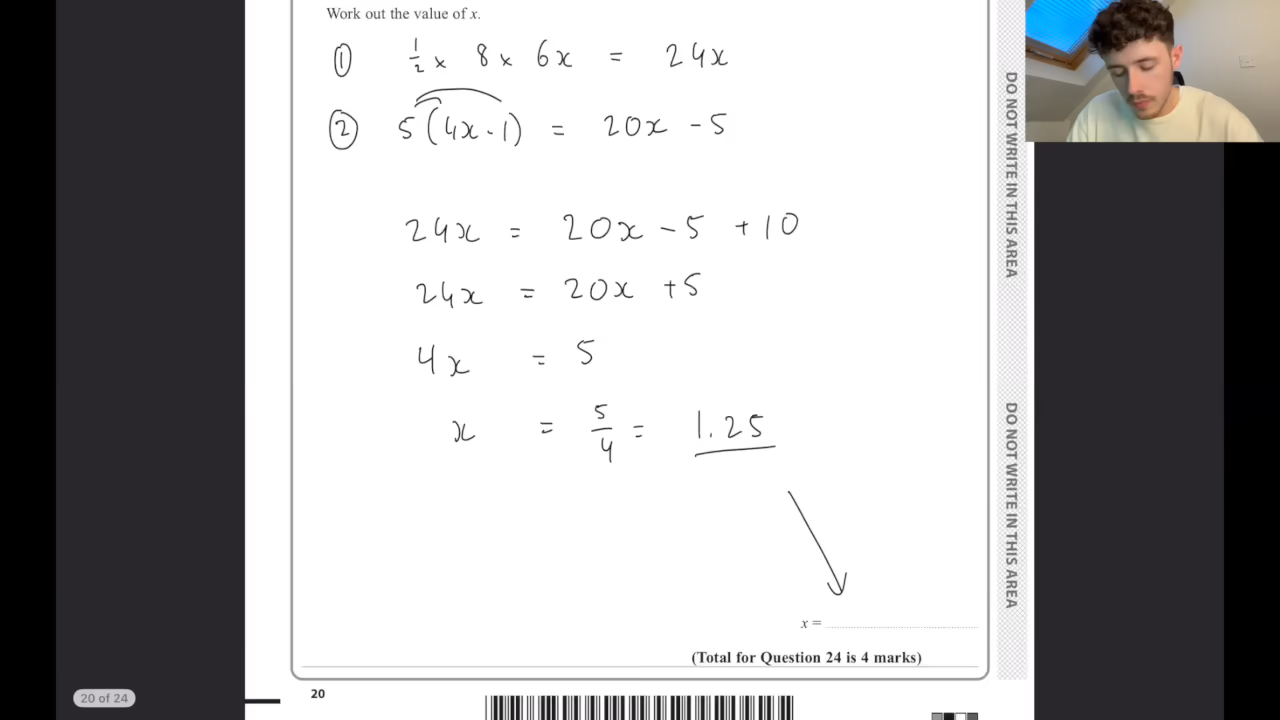 Work out the value of x.
① 1/2 × 8 × 6x = 24x
② 5(4x - 1) = 20x - 5
24x = 20x - 5 + 10
24x = 20x + 5
4x = 5
x = 5/4 = 1.25
x =
(Total for Question 24 is 4 marks)
20
20 of 24
DO NOT WRITE IN THIS AREA
DO NOT WRITE IN THIS AREA